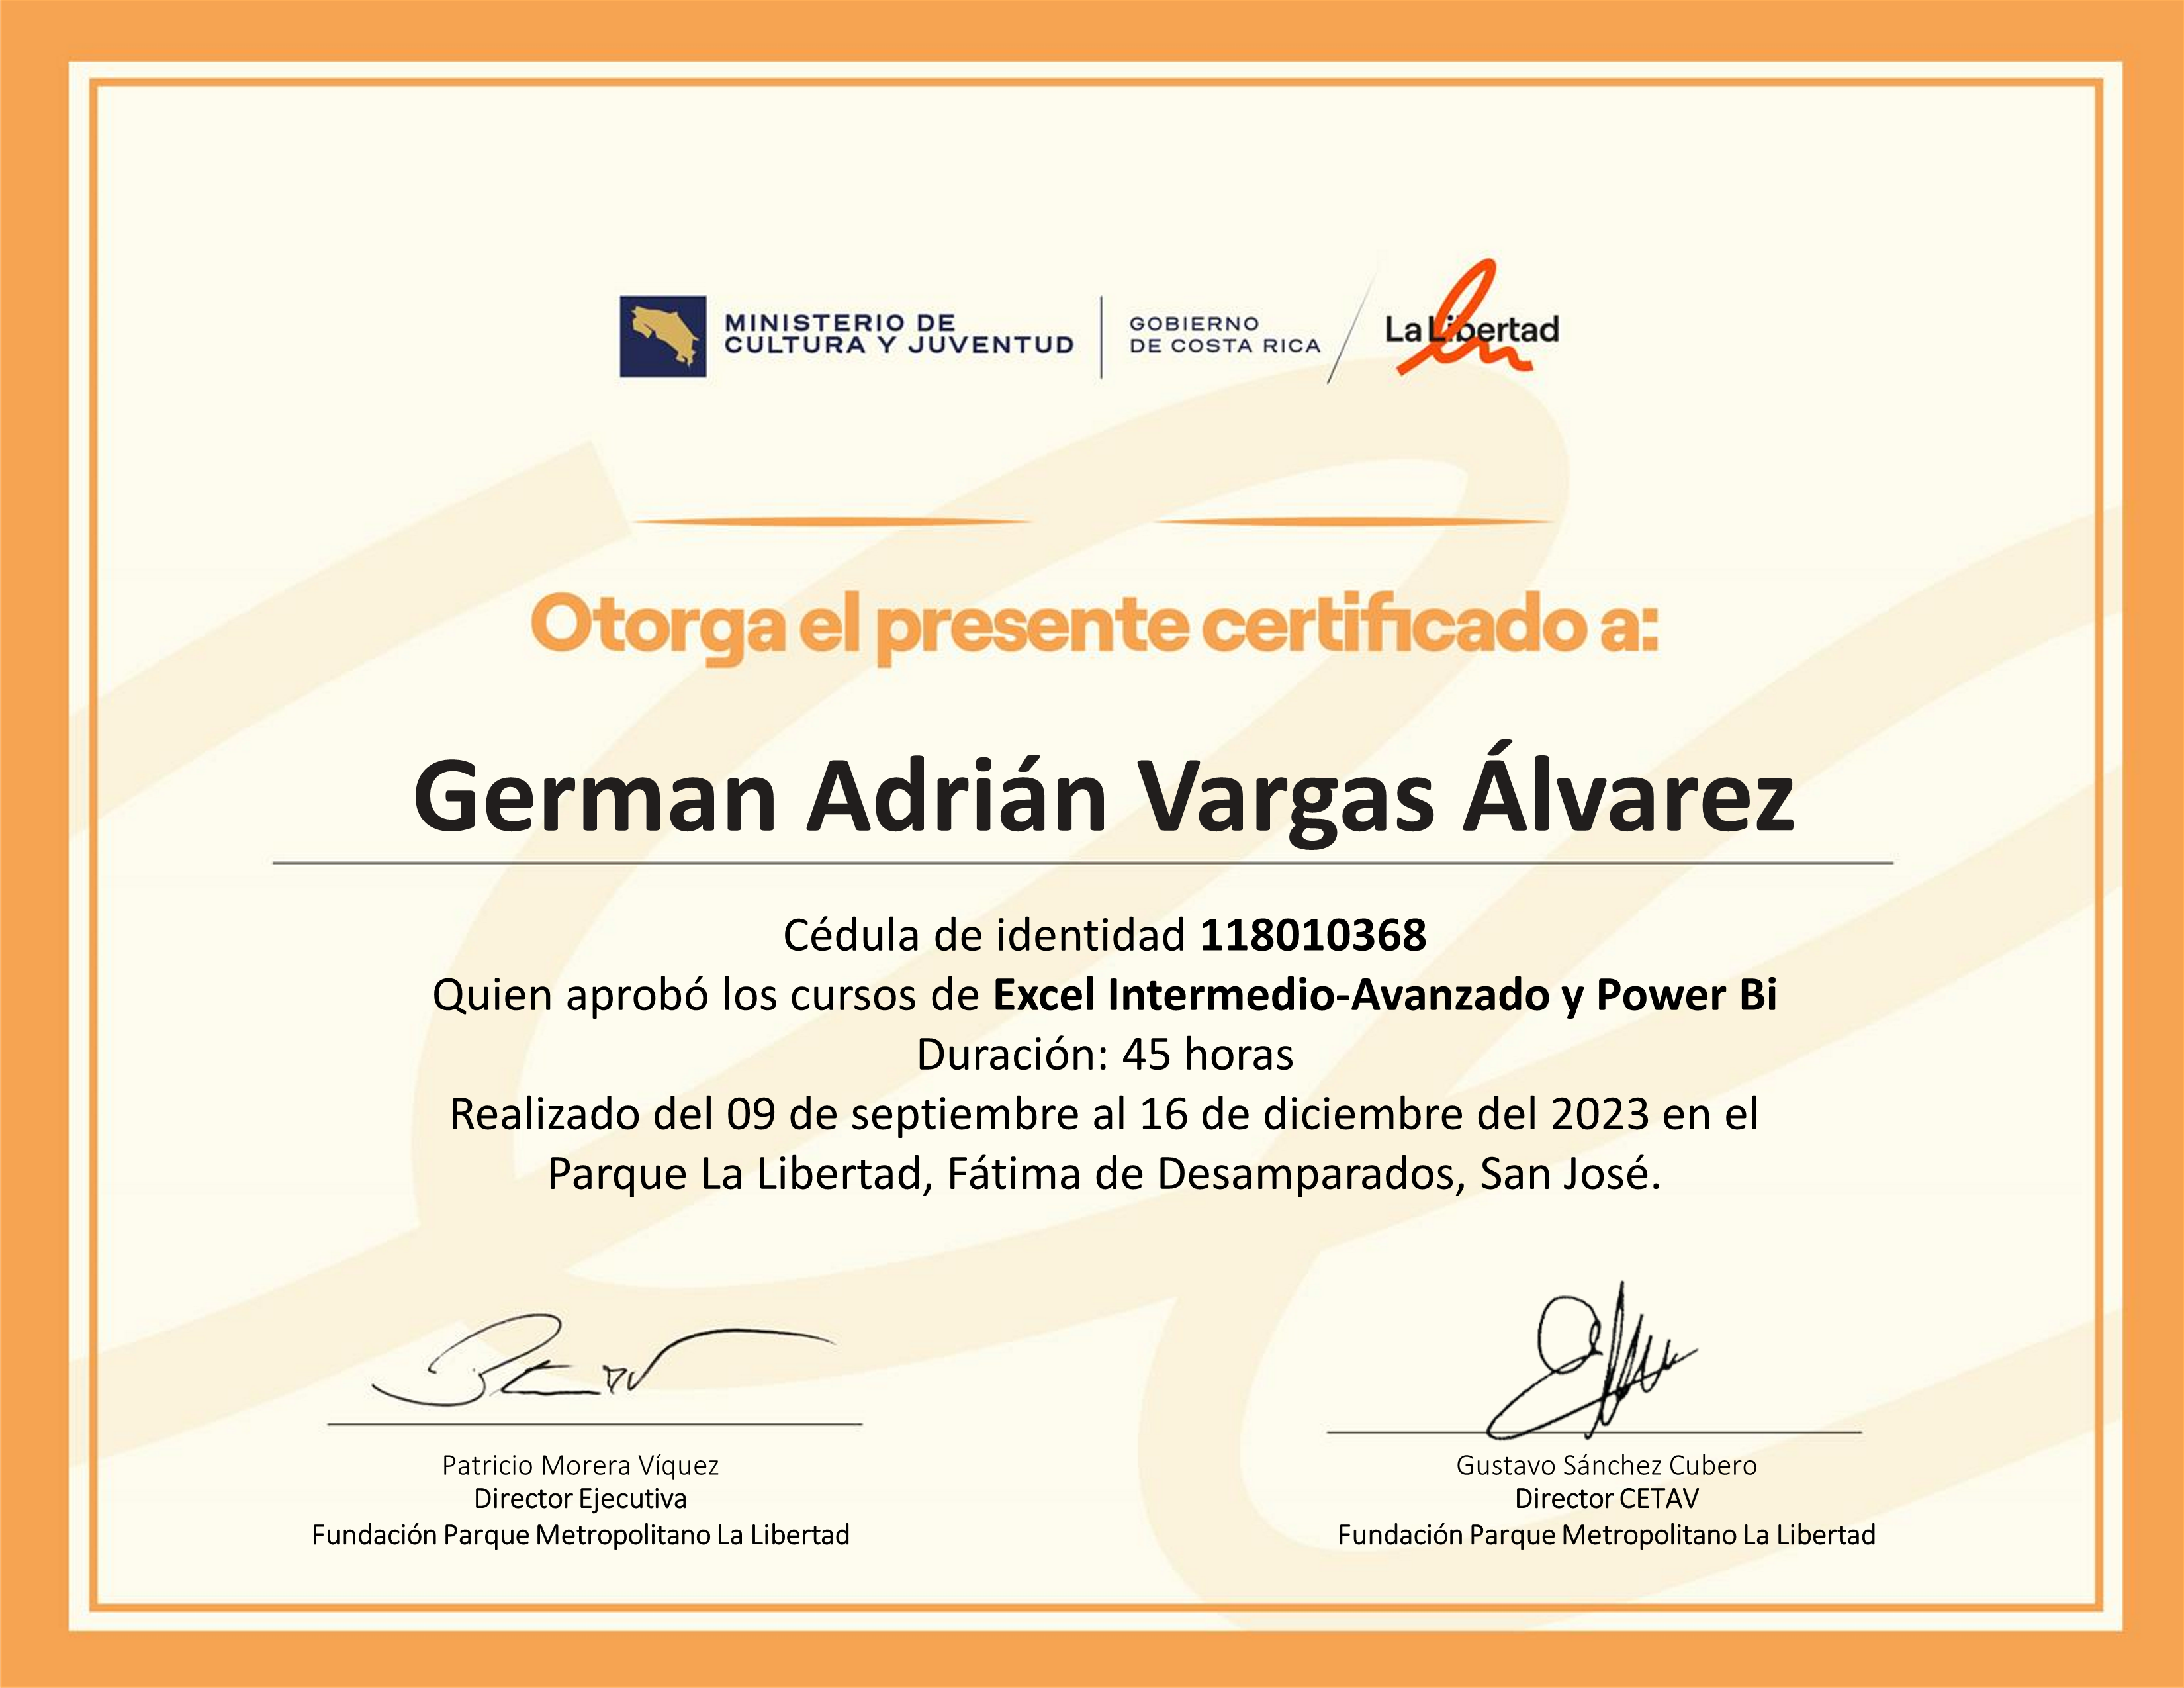 MINISTERIO DE
CULTURA Y JUVENTUD
GOBIERNO
DE COSTA RICA
La Libertad
Otorga el presente certificado a:
German Adrián Vargas Álvarez
Cédula de identidad 118010368
Quien aprobó los cursos de Excel Intermedio-Avanzado y Power Bi
Duración: 45 horas
Realizado del 09 de septiembre al 16 de diciembre del 2023 en el
Parque La Libertad, Fátima de Desamparados, San José.
Patricio Morera Víquez
Director Ejecutiva
Fundación Parque Metropolitano La Libertad
Gustavo Sánchez Cubero
Director CETAV
Fundación Parque Metropolitano La Libertad